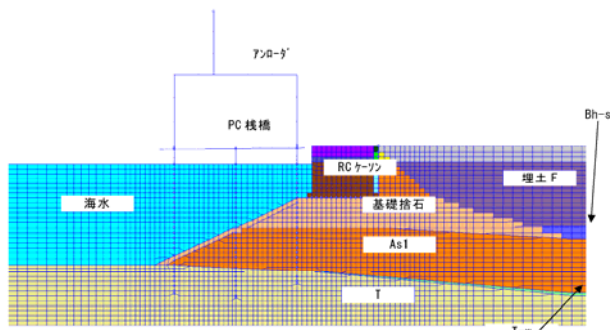 アンローダ
Bh-s
PC 桟橋
RC ケーソン
埋土 F
海水
基礎捨石
As1
T